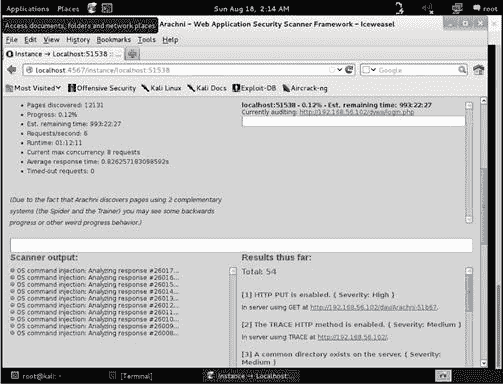 Applications Places Sun Aug 18, 2:14 AM root
Access documents, folders and network places
Arachni - Web Application Security Scanner Framework - Iceweasel
File Edit View History Bookmarks Tools Help
Instance → Localhost:51538 :: ...
localhost:4567/instance/localhost:51538
Google
Most Visited Offensive Security Kali Linux Kali Docs Exploit-DB Aircrack-ng
Pages discovered: 12131
Progress: 0.12%
Est. remaining time: 993:22:27
Requests/second: 6
Runtime: 01:12:11
Current max concurrency: 8 requests
Average response time: 0.826257183098592s
Timed-out requests: 0
(Due to the fact that Arachni discovers pages using 2 complementary
systems (the Spider and the Trainer) you may see some backwards
progress or other weird progress behavior.)
localhost:51538 - 0.12% - Est. remaining time: 993:22:27
Currently auditing: http://192.168.56.102/dvwa/login.php
Scanner output:
OS command injection: Analyzing response #26017...
OS command injection: Analyzing response #26016...
OS command injection: Analyzing response #26015...
OS command injection: Analyzing response #26014...
OS command injection: Analyzing response #26013...
OS command injection: Analyzing response #26012...
OS command injection: Analyzing response #26011...
OS command injection: Analyzing response #26010...
OS command injection: Analyzing response #26009...
OS command injection: Analyzing response #26008...
Results thus far:
Total: 54
[1] HTTP PUT is enabled. ( Severity: High )
In server using GET at http://192.168.56.102/dav/Arachni-51b67.
[2] The TRACE HTTP method is enabled. ( Severity: Medium )
In server using TRACE at http://192.168.56.102/.
[3] A common directory exists on the server. ( Severity: Medium )
root@kali: ~ [Terminal] Instance → Localhost:...